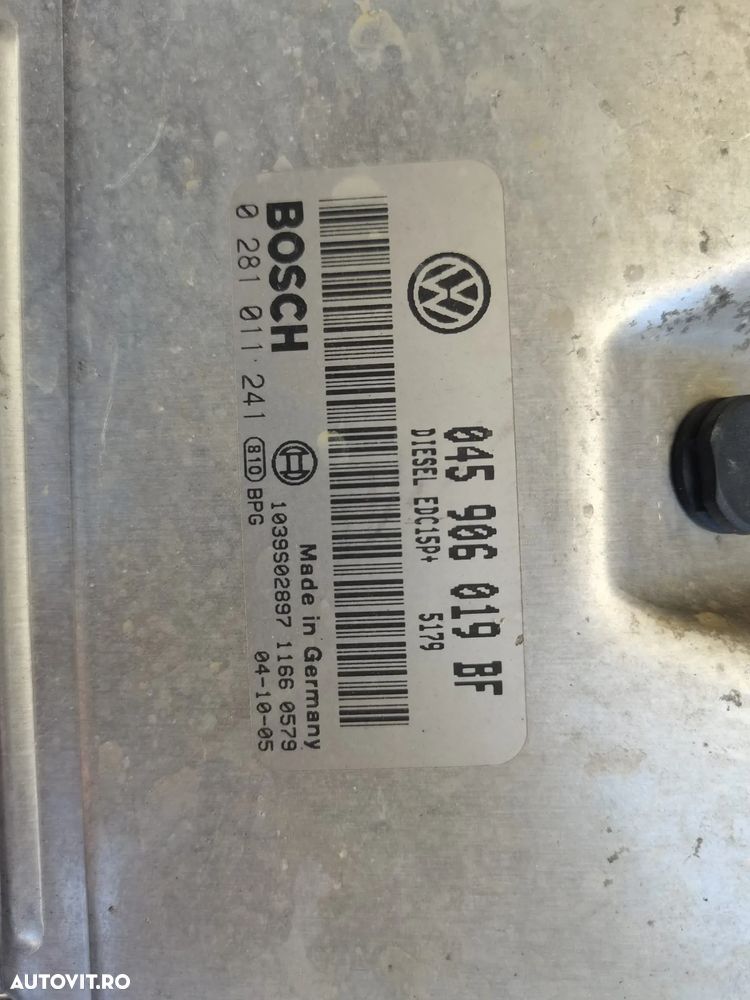 045 906 019 BF
DIESEL EDC15P+ 5179
BOSCH
Made in Germany
1039S02897 1166 0579
0 281 011 241 810 BPG 04-10-05
AUTOVIT.RO